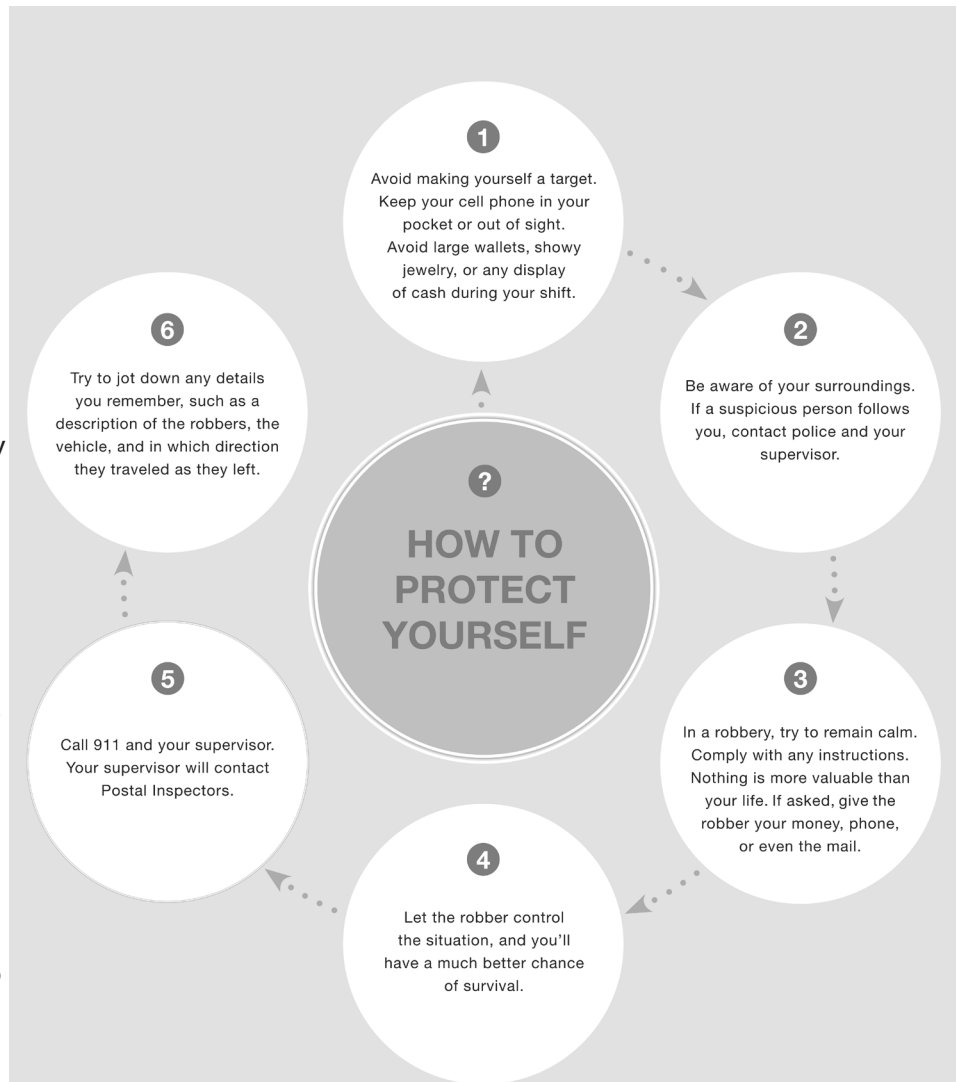 ?
HOW TO
PROTECT
YOURSELF
1
Avoid making yourself a target.
Keep your cell phone in your
pocket or out of sight.
Avoid large wallets, showy
jewelry, or any display
of cash during your shift.
2
Be aware of your surroundings.
If a suspicious person follows
you, contact police and your
supervisor.
3
In a robbery, try to remain calm.
Comply with any instructions.
Nothing is more valuable than
your life. If asked, give the
robber your money, phone,
or even the mail.
4
Let the robber control
the situation, and you’ll
have a much better chance
of survival.
5
Call 911 and your supervisor.
Your supervisor will contact
Postal Inspectors.
6
Try to jot down any details
you remember, such as a
description of the robbers, the
vehicle, and in which direction
they traveled as they left.